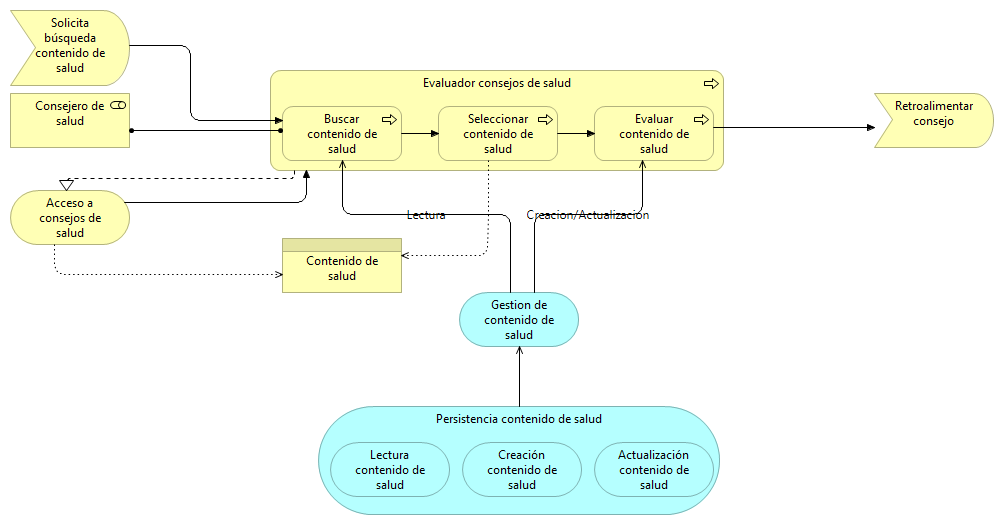 Solicita
búsqueda
contenido de
salud
Consejero de
salud
Evaluador consejos de salud
Buscar
contenido de
salud
Seleccionar
contenido de
salud
Evaluar
contenido de
salud
Retroalimentar
consejo
Acceso a
consejos de
salud
Lectura
Creacion/Actualización
Contenido de
salud
Gestion de
contenido de
salud
Persistencia contenido de salud
Lectura
contenido de
salud
Creación
contenido de
salud
Actualización
contenido de
salud